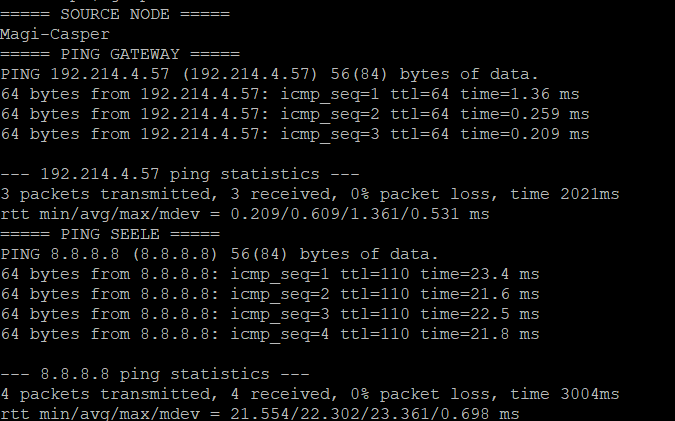 ===== SOURCE NODE =====
Magi-Casper
===== PING GATEWAY =====
PING 192.214.4.57 (192.214.4.57) 56(84) bytes of data.
64 bytes from 192.214.4.57: icmp_seq=1 ttl=64 time=1.36 ms
64 bytes from 192.214.4.57: icmp_seq=2 ttl=64 time=0.259 ms
64 bytes from 192.214.4.57: icmp_seq=3 ttl=64 time=0.209 ms

--- 192.214.4.57 ping statistics ---
3 packets transmitted, 3 received, 0% packet loss, time 2021ms
rtt min/avg/max/mdev = 0.209/0.609/1.361/0.531 ms
===== PING SEELE =====
PING 8.8.8.8 (8.8.8.8) 56(84) bytes of data.
64 bytes from 8.8.8.8: icmp_seq=1 ttl=110 time=23.4 ms
64 bytes from 8.8.8.8: icmp_seq=2 ttl=110 time=21.6 ms
64 bytes from 8.8.8.8: icmp_seq=3 ttl=110 time=22.5 ms
64 bytes from 8.8.8.8: icmp_seq=4 ttl=110 time=21.8 ms

--- 8.8.8.8 ping statistics ---
4 packets transmitted, 4 received, 0% packet loss, time 3004ms
rtt min/avg/max/mdev = 21.554/22.302/23.361/0.698 ms